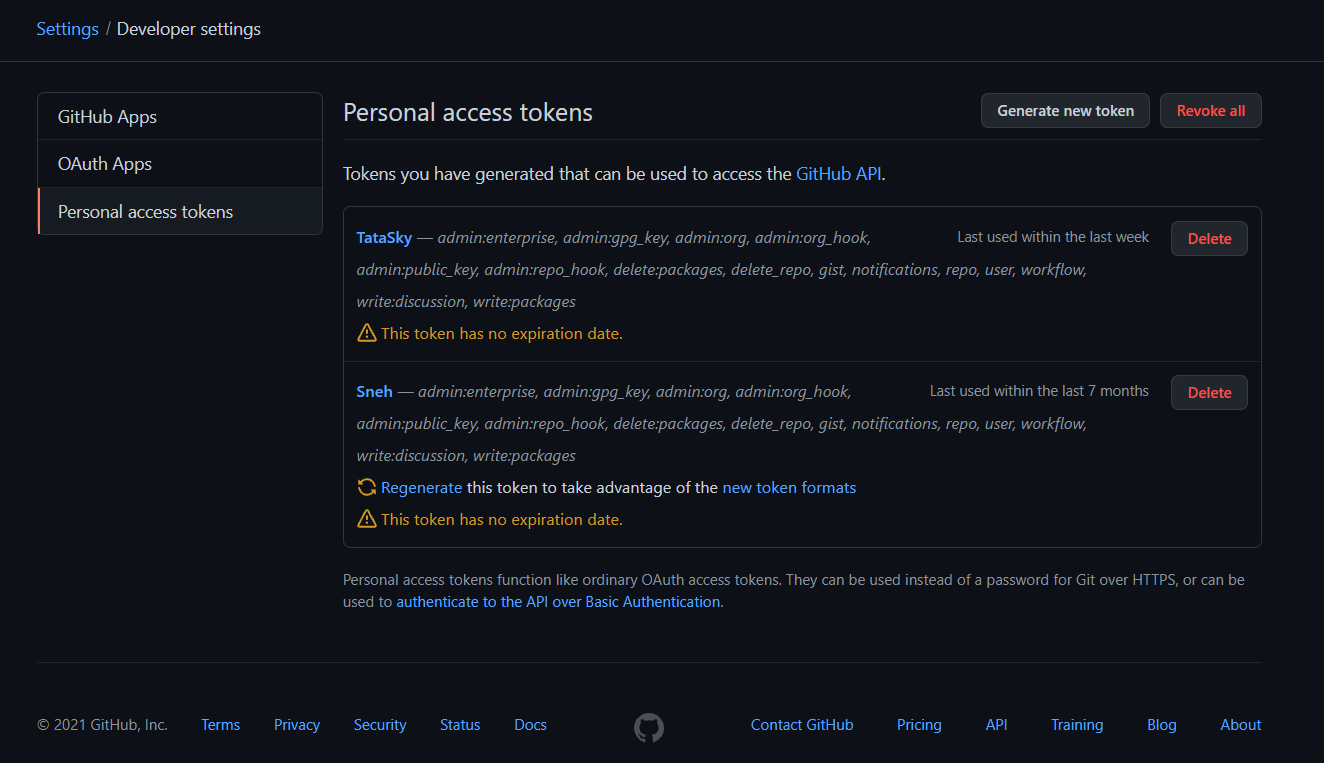 Settings / Developer settings
GitHub Apps
OAuth Apps
Personal access tokens
Personal access tokens
Generate new token
Revoke all
Tokens you have generated that can be used to access the GitHub API.
TataSky — admin:enterprise, admin:gpg_key, admin:org, admin:org_hook,
Last used within the last week
Delete
admin:public_key, admin:repo_hook, delete:packages, delete_repo, gist, notifications, repo, user, workflow,
write:discussion, write:packages
This token has no expiration date.
Sneh — admin:enterprise, admin:gpg_key, admin:org, admin:org_hook,
Last used within the last 7 months
Delete
admin:public_key, admin:repo_hook, delete:packages, delete_repo, gist, notifications, repo, user, workflow,
write:discussion, write:packages
Regenerate this token to take advantage of the new token formats
This token has no expiration date.
Personal access tokens function like ordinary OAuth access tokens. They can be used instead of a password for Git over HTTPS, or can be
used to authenticate to the API over Basic Authentication.
© 2021 GitHub, Inc.
Terms
Privacy
Security
Status
Docs
Contact GitHub
Pricing
API
Training
Blog
About